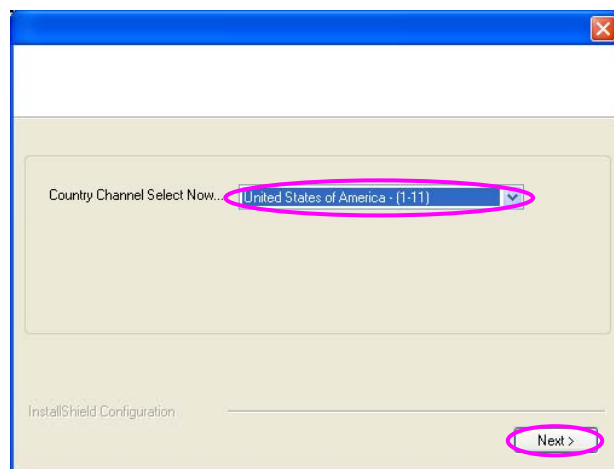 Country Channel Select Now... United States of America - (1-11)
InstallShield Configuration
Next >